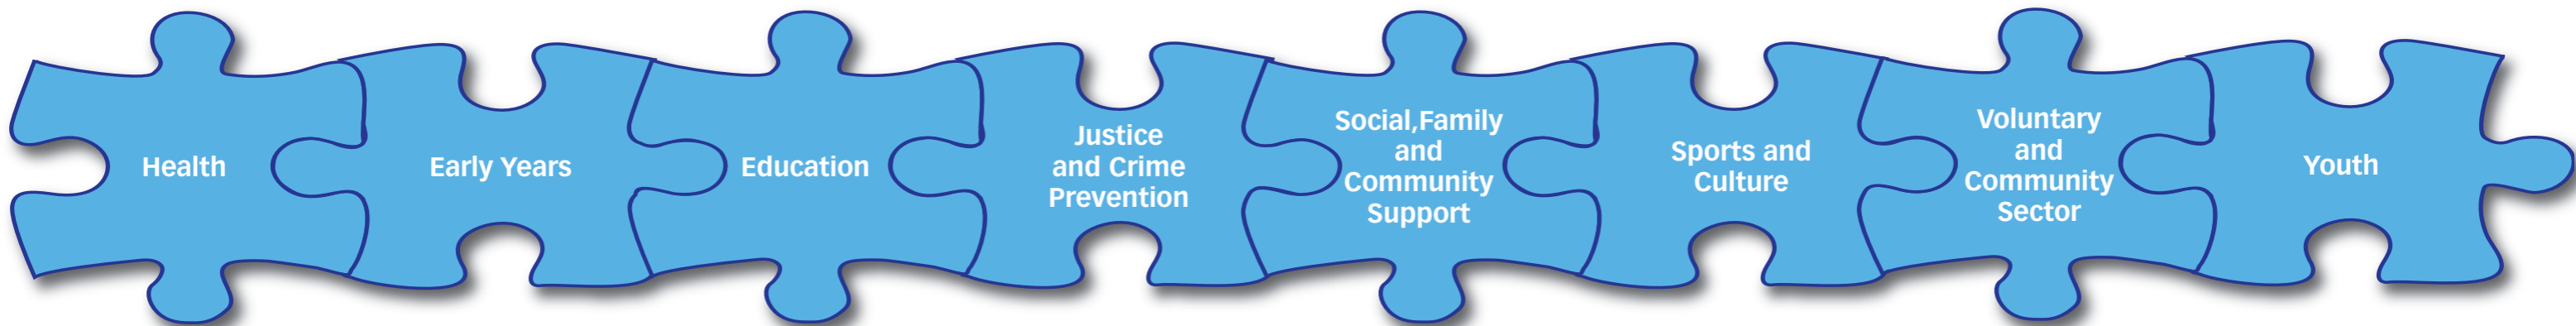 Health
Early Years
Education
Justice
and Crime
Prevention
Social,Family
and
Community
Support
Sports and
Culture
Voluntary
and
Community
Sector
Youth